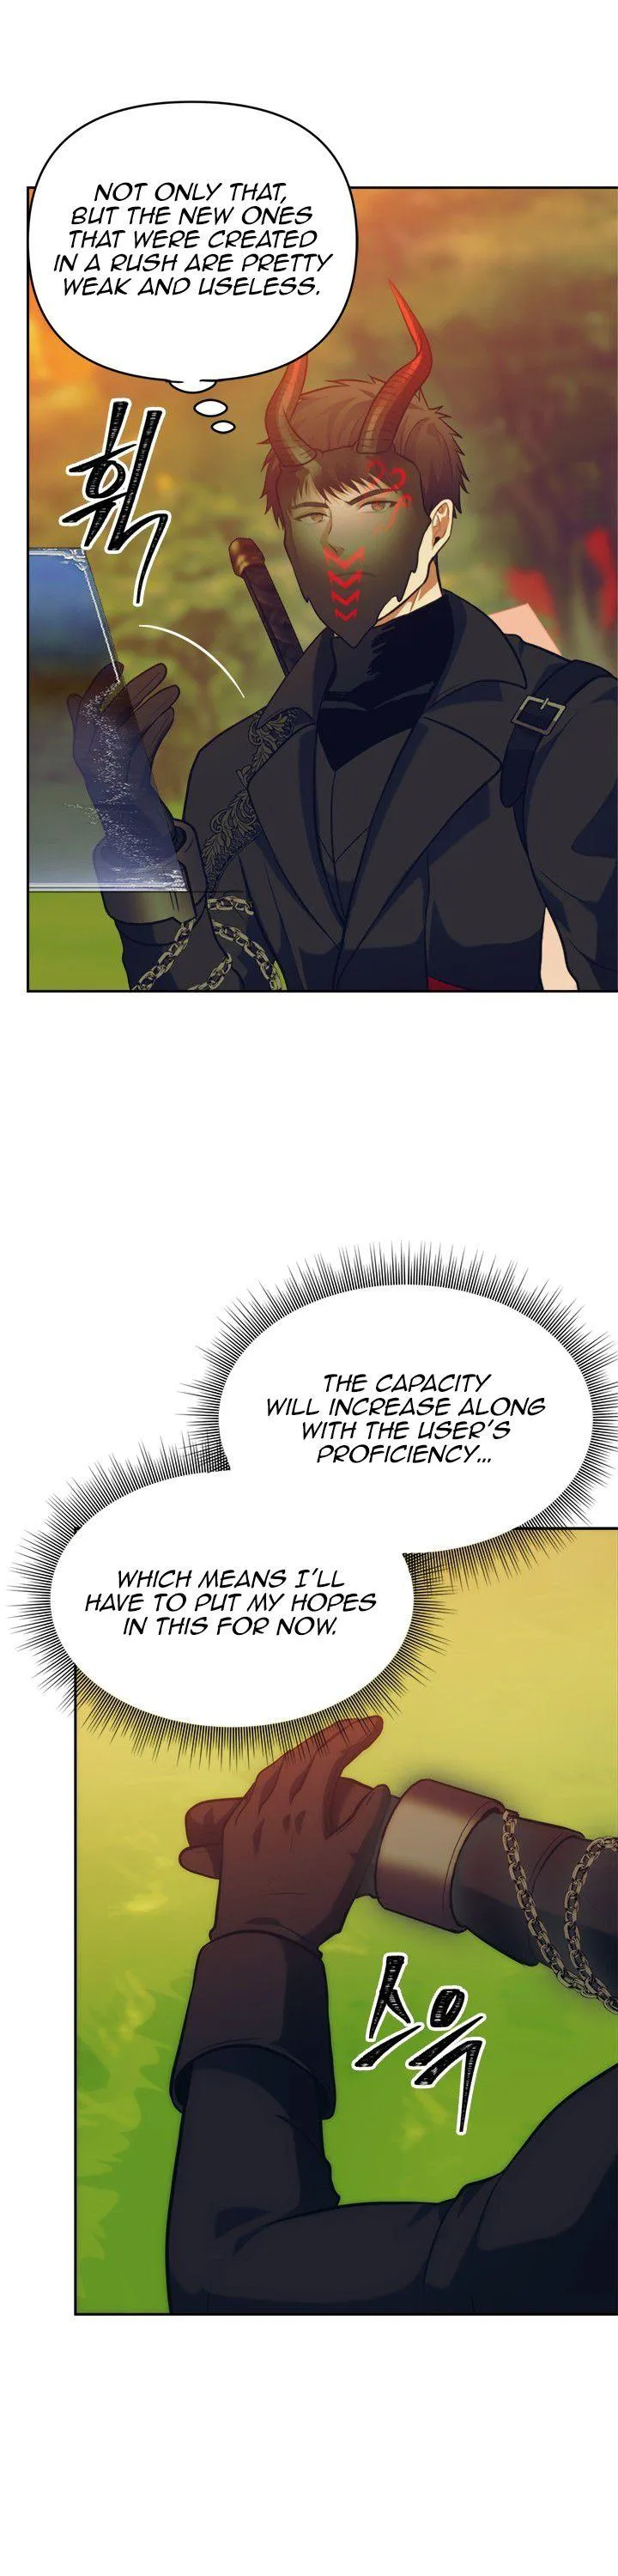 NOT ONLY THAT,
BUT THE NEW ONES
THAT WERE CREATED
IN A RUSH ARE PRETTY
WEAK AND USELESS.
휙
THE CAPACITY
WILL INCREASE ALONG
WITH THE USER'S
PROFICIENCY...
WHICH MEANS I'LL
HAVE TO PUT MY HOPES
IN THIS FOR NOW.
스윽